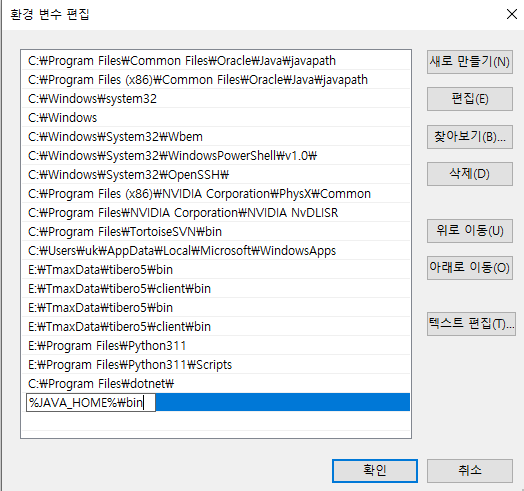 환경 변수 편집
C:₩Program Files₩Common Files₩Oracle₩Java₩javapath
C:₩Program Files (x86)₩Common Files₩Oracle₩Java₩javapath
C:₩Windows₩system32
C:₩Windows
C:₩Windows₩System32₩Wbem
C:₩Windows₩System32₩WindowsPowerShell₩v1.0₩
C:₩Windows₩System32₩OpenSSH₩
C:₩Program Files (x86)₩NVIDIA Corporation₩PhysX₩Common
C:₩Program Files₩NVIDIA Corporation₩NVIDIA NvDLISR
C:₩Program Files₩TortoiseSVN₩bin
C:₩Users₩uk₩AppData₩Local₩Microsoft₩WindowsApps
E:₩TmaxData₩tibero5₩bin
E:₩TmaxData₩tibero5₩client₩bin
E:₩TmaxData₩tibero5₩bin
E:₩TmaxData₩tibero5₩client₩bin
E:₩Program Files₩Python311
E:₩Program Files₩Python311₩Scripts
C:₩Program Files₩dotnet₩
%JAVA_HOME%₩bin
새로 만들기(N)
편집(E)
찾아보기(B)...
삭제(D)
위로 이동(U)
아래로 이동(O)
텍스트 편집(T)...
확인
취소